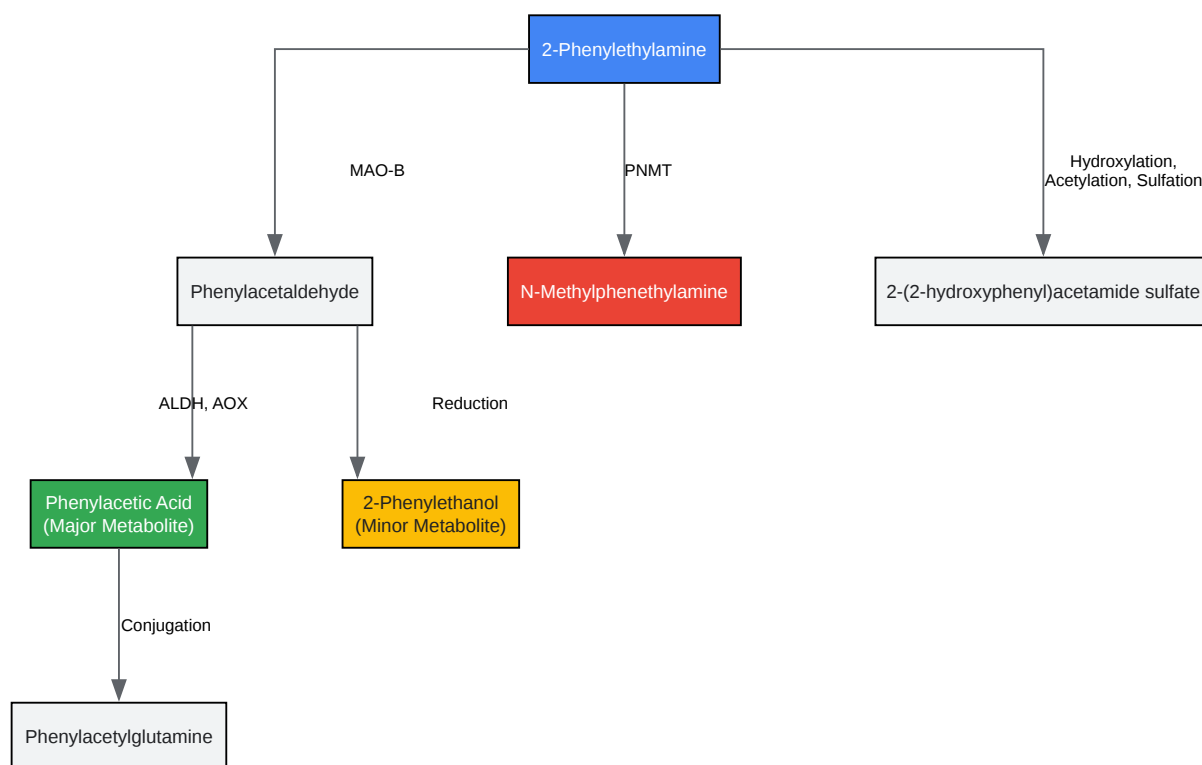 2-Phenylethylamine
MAO-B
PNMT
Hydroxylation,
Acetylation, Sulfation
Phenylacetaldehyde
N-Methylphenethylamine
2-(2-hydroxyphenyl)acetamide sulfate
ALDH, AOX
Reduction
Phenylacetic Acid
(Major Metabolite)
2-Phenylethanol
(Minor Metabolite)
Conjugation
Phenylacetylglutamine